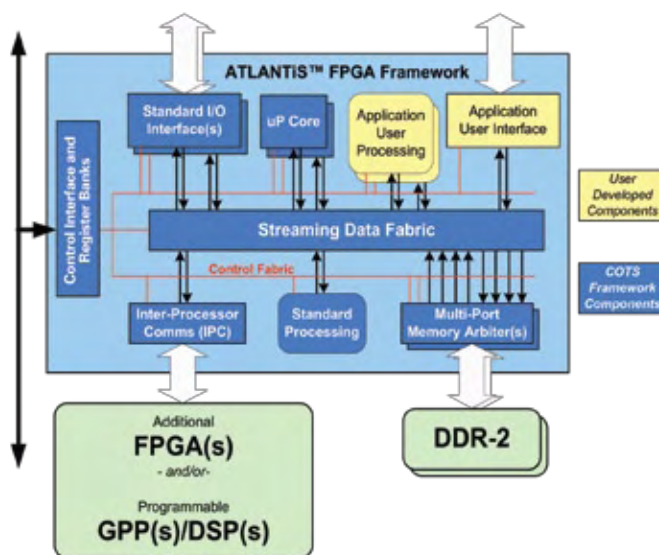 ATLANTiS™ FPGA Framework
Standard I/O
Interface(s)
uP Core
Application
User
Processing
Application
User Interface
Control Interface and
Register Banks
User
Developed
Components
Streaming Data Fabric
Control Fabric
COTS
Framework
Components
Inter-Processor
Comms (IPC)
Standard
Processing
Multi-Port
Memory Arbiter(s)
Additional
FPGA(s)
- and/or-
Programmable
GPP(s)/DSP(s)
DDR-2